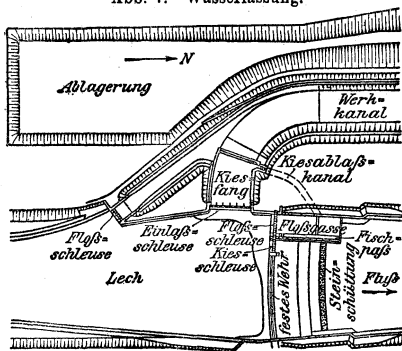 Abb. 7. Wasserfassung.
N
Ablagerung
Werk=
kanal
Kiesablaß=
kanal
Kies
fang
Floß=
schleuse
Einlaß=
schleuse
Floß=
schleuse
Kies=
schleuse
Floßgasse
Fisch=
paß
Lech
festes Wehr
Stein=
schüttung
Fluß